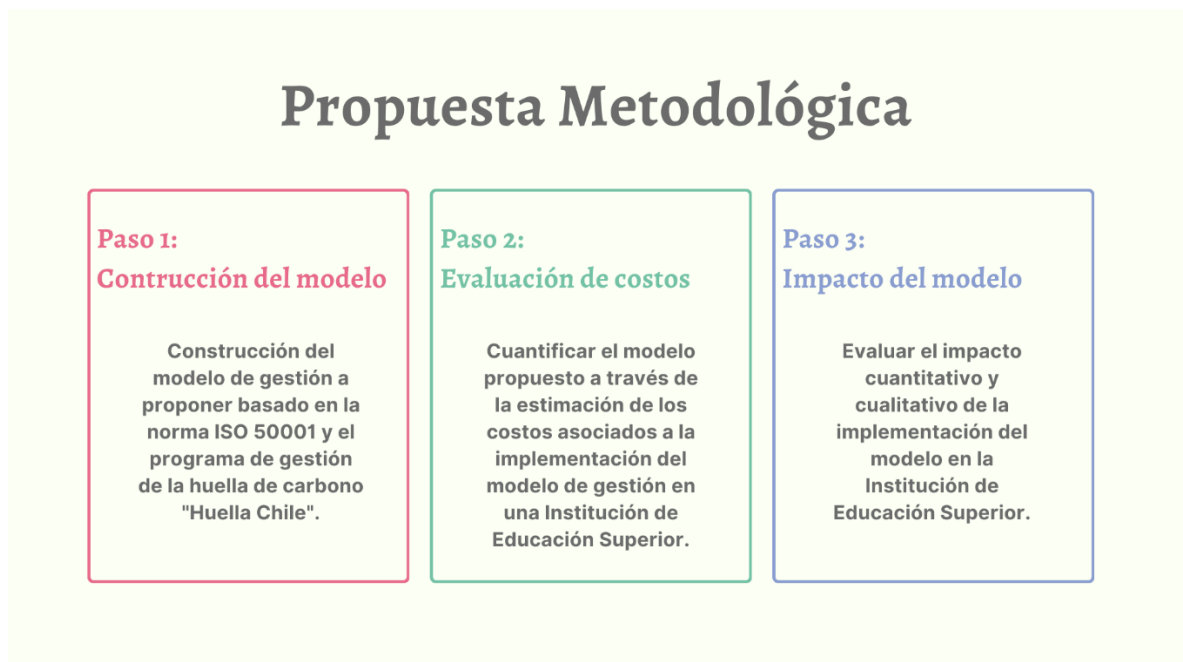 Propuesta Metodológica
Paso 1:
Contrucción del modelo
Construcción del
modelo de gestión a
proponer basado en la
norma ISO 50001 y el
programa de gestión
de la huella de carbono
"Huella Chile".
Paso 2:
Evaluación de costos
Cuantificar el modelo
propuesto a través de
la estimación de los
costos asociados a la
implementación del
modelo de gestión en
una Institución de
Educación Superior.
Paso 3:
Impacto del modelo
Evaluar el impacto
cuantitativo y
cualitativo de la
implementación del
modelo en la
Institución de
Educación Superior.